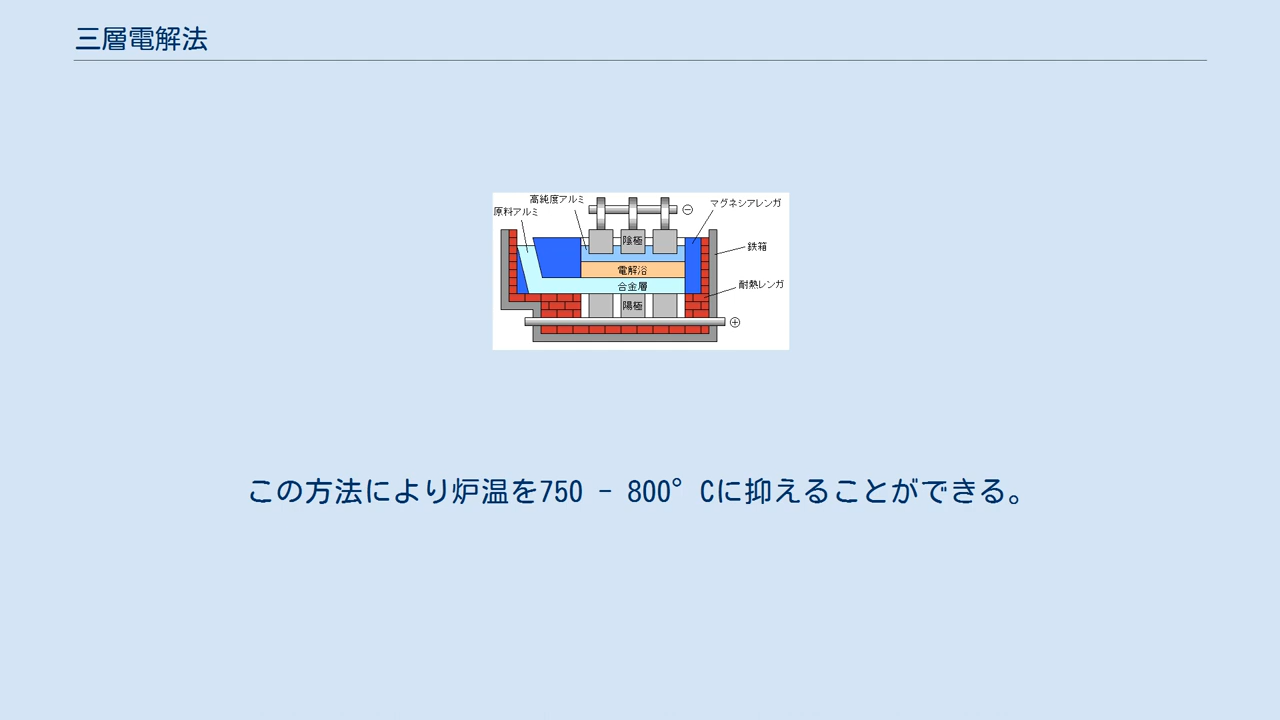 三層電解法
高純度アルミ
原料アルミ
マグネシアレンガ
⊖
陰極
鉄箱
電解浴
合金層
耐熱レンガ
陽極
⊕
この方法により炉温を750 - 800°Cに抑えることができる。